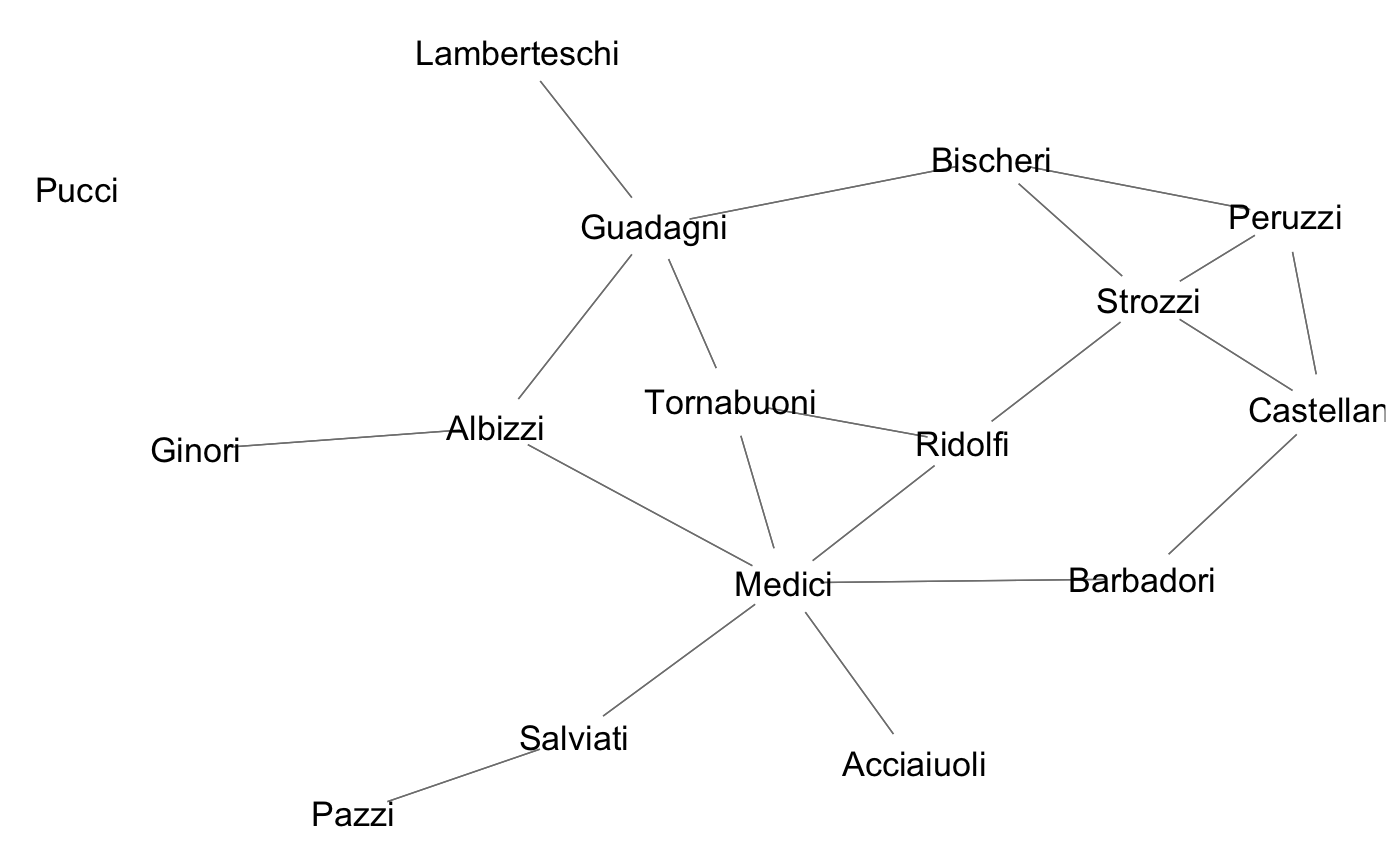 Lamberteschi
Bischeri
Pucci
Peruzzi
Guadagni
Strozzi
Tornabuoni
Castellan
Albizzi
Ridolfi
Ginori
Medici
Barbadori
Salviati
Acciaiuoli
Pazzi